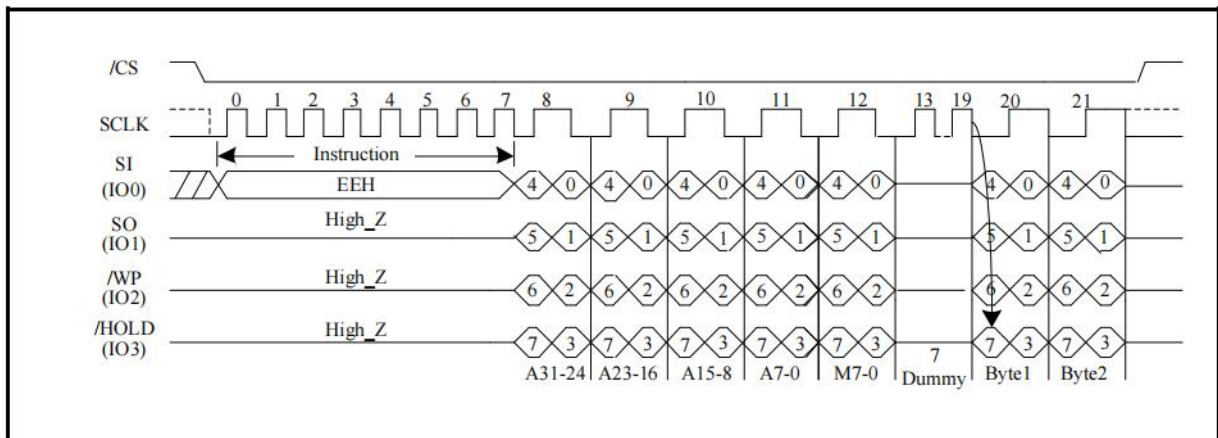 /CS
0 1 2 3 4 5 6 7 8 9 10 11 12 13 19 20 21
SCLK
Instruction
SI
(IO0)
EEH
4 0 4 0 4 0 4 0 4 0 4 0 4 0
SO
(IO1)
High_Z
5 1 5 1 5 1 5 1 5 1 5 1 5 1
/WP
(IO2)
High_Z
6 2 6 2 6 2 6 2 6 2 6 2 6 2
/HOLD
(IO3)
High_Z
7 3 7 3 7 3 7 3 7 3 7 3 7 3
A31-24 A23-16 A15-8 A7-0 M7-0 7 Dummy Byte1 Byte2